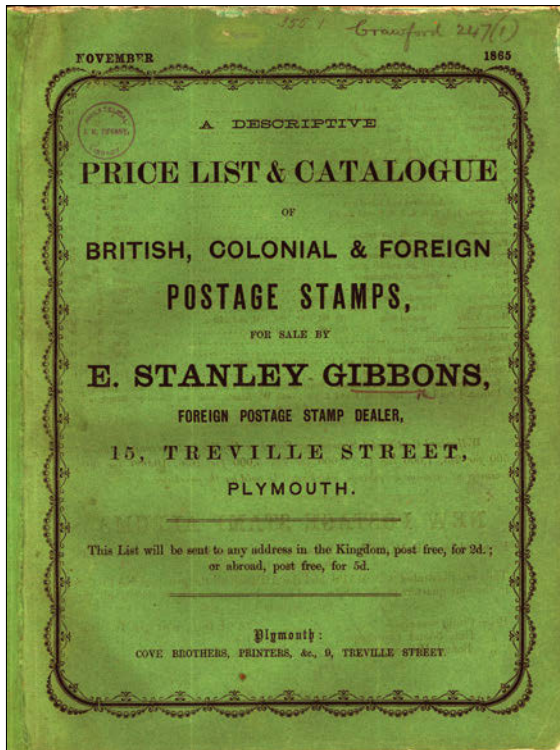 355 1
Crawford 247(1)
NOVEMBER 1865
A DESCRIPTIVE
PRICE LIST & CATALOGUE
OF
BRITISH, COLONIAL & FOREIGN
POSTAGE STAMPS,
FOR SALE BY
E. STANLEY GIBBONS,
FOREIGN POSTAGE STAMP DEALER,
15, TREVILLE STREET,
PLYMOUTH.
This List will be sent to any address in the Kingdom, post free, for 2d.;
or abroad, post free, for 5d.
Plymouth:
COVE BROTHERS, PRINTERS, &c., 9, TREVILLE STREET.